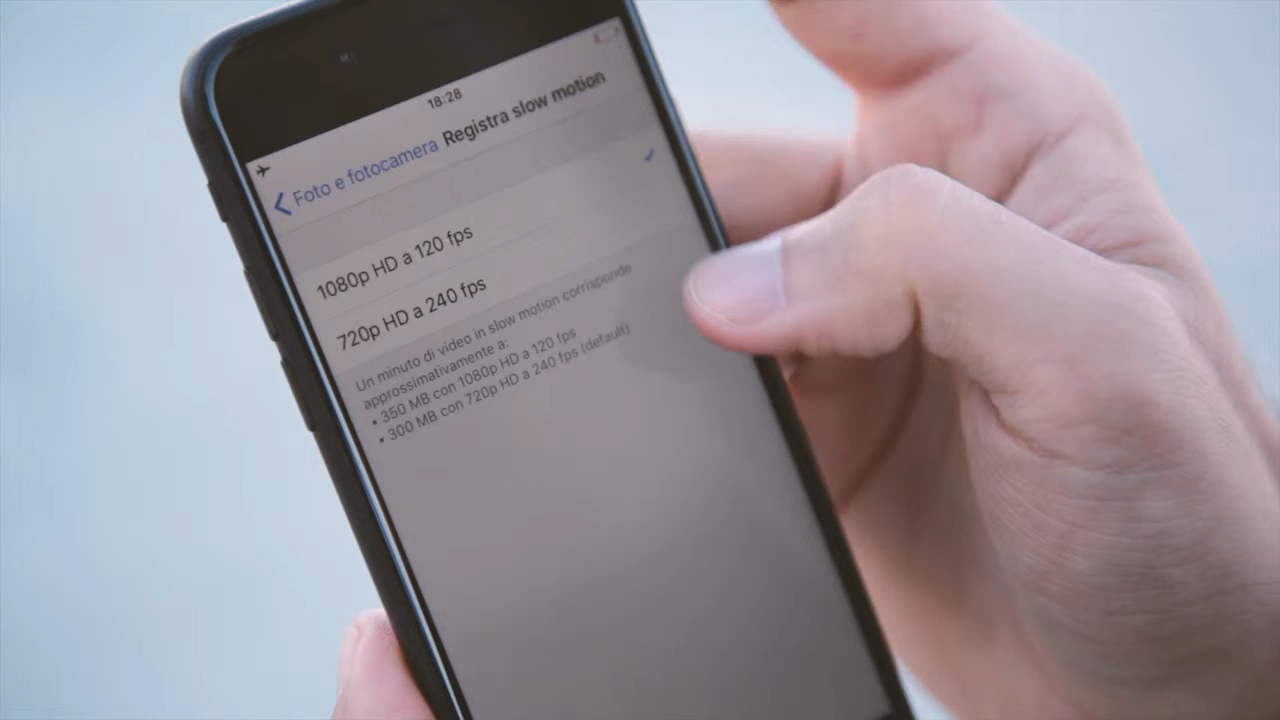 18:28
Foto e fotocamera Registra slow motion
1080p HD a 120 fps
720p HD a 240 fps
Un minuto di video in slow motion corrisponde
approssimativamente a:
• 350 MB con 1080p HD a 120 fps
• 300 MB con 720p HD a 240 fps (default)